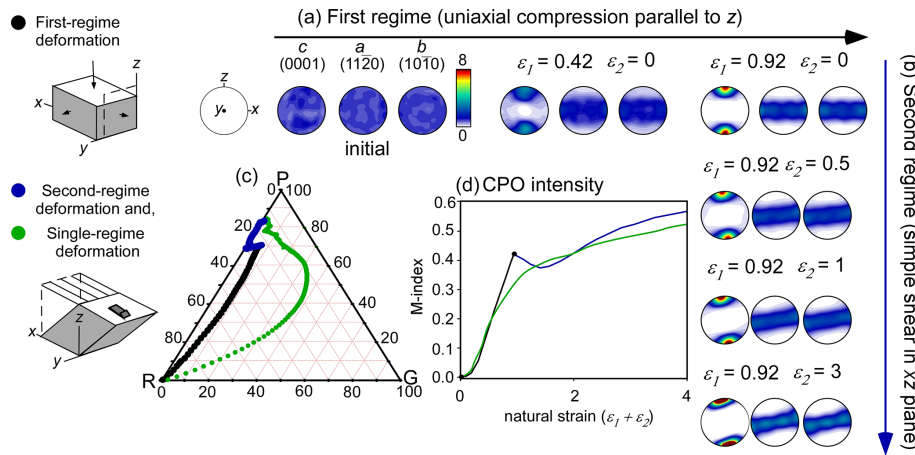 (a) First regime (uniaxial compression parallel to z)
First-regime
deformation
z
x
y
z
y
x
c
(0001)
a
(112̅0)
b
(101̅0)
8
0
initial
ε1 = 0.42 ε2 = 0
ε1 = 0.92 ε2 = 0
(b) Second regime (simple shear in xz plane)
Second-regime
deformation and,
Single-regime
deformation
x
z
y
(c)
P
0 100
20 80
40 60
60 40
80 20
R
G
0 20 40 60 80 100
(d) CPO intensity
M-index
0.6
0.5
0.4
0.3
0.2
0.1
0.0
0 2 4
natural strain (ε1 + ε2)
ε1 = 0.92 ε2 = 0.5
ε1 = 0.92 ε2 = 1
ε1 = 0.92 ε2 = 3